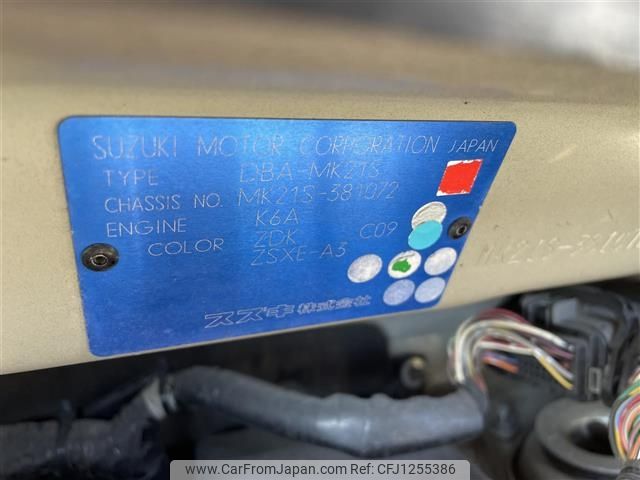 SUZUKI MOTOR CORPORATION JAPAN
TYPE DBA-MK21S
CHASSIS NO. MK21S-381072
ENGINE K6A
COLOR ZDK C09
ZSXE-A3
スズキ株式会社
www.CarFromJapan.com | ID: CFJ1255386